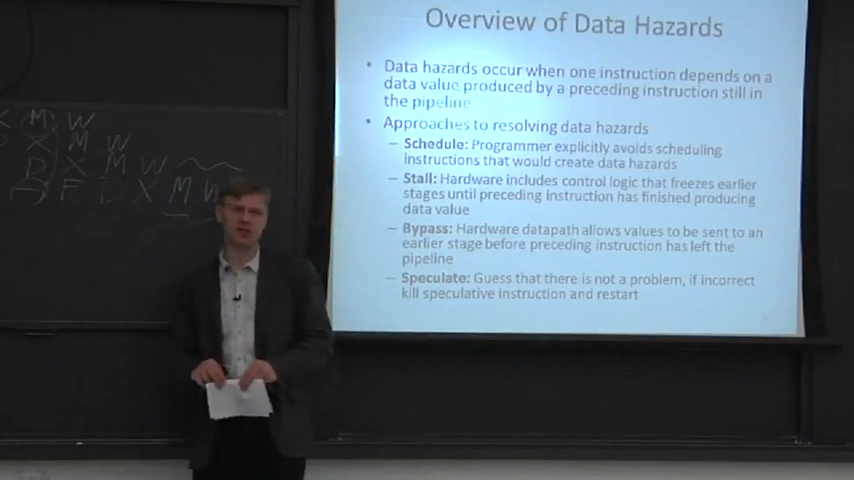 Overview of Data Hazards
• Data hazards occur when one instruction depends on a
data value produced by a preceding instruction still in
the pipeline
• Approaches to resolving data hazards
– Schedule: Programmer explicitly avoids scheduling
instructions that would create data hazards
– Stall: Hardware includes control logic that freezes earlier
stages until preceding instruction has finished producing
data value
– Bypass: Hardware datapath allows values to be sent to an
earlier stage before preceding instruction has left the
pipeline
– Speculate: Guess that there is not a problem, if incorrect
kill speculative instruction and restart
X M W
D X M W
D X M W
F D X M W